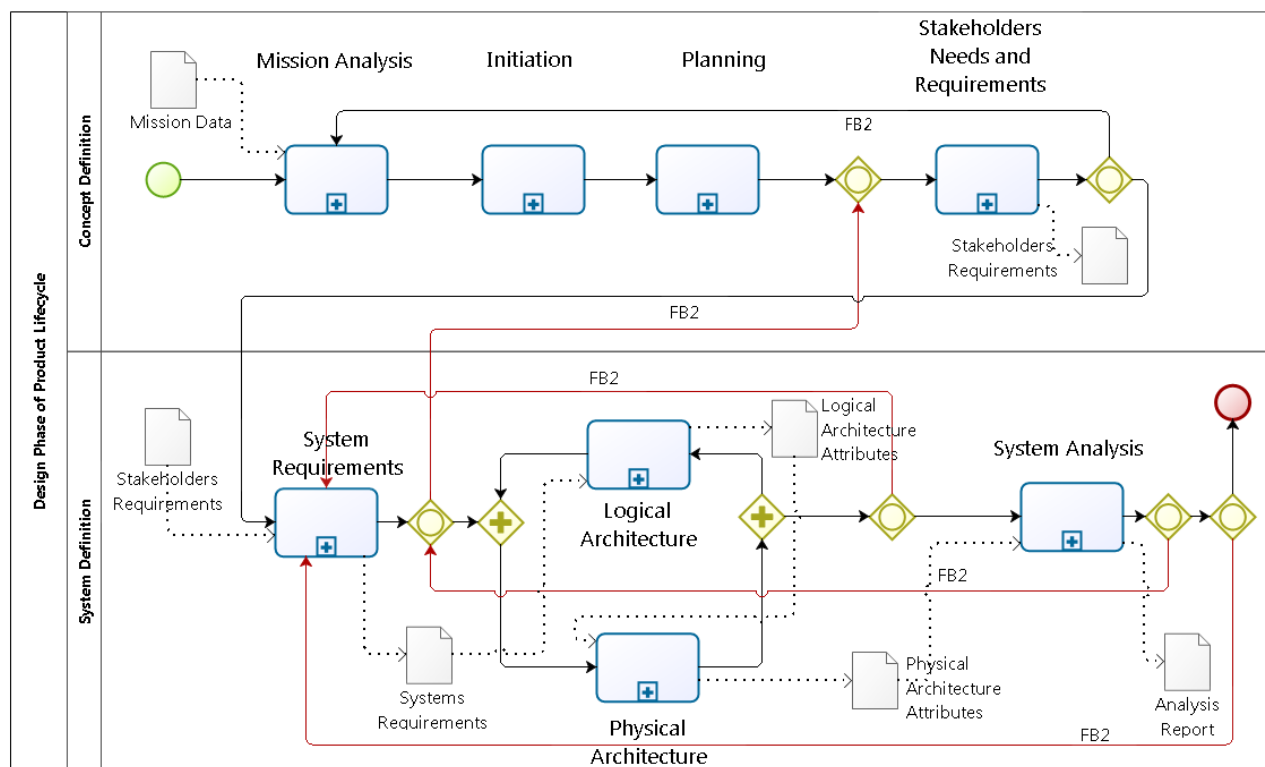 Design Phase of Product Lifecycle
Concept Definition
Mission Data
Mission Analysis
Initiation
Planning
Stakeholders
Needs and
Requirements
FB2
Stakeholders
Requirements
FB2
System Definition
Stakeholders
Requirements
System
Requirements
FB2
Logical
Architecture
Attributes
Logical
Architecture
System Analysis
FB2
Systems
Requirements
Physical
Architecture
Physical
Architecture
Attributes
Analysis
Report
FB2